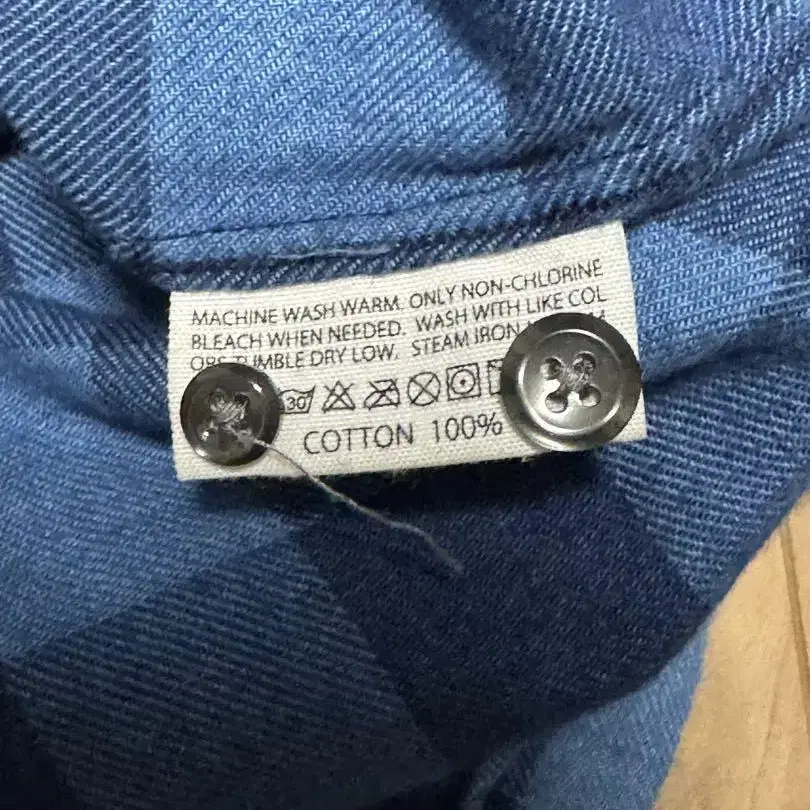 MACHINE WASH WARM. ONLY NON-CHLORINE
BLEACH WHEN NEEDED. WASH WITH LIKE COL
ORS TUMBLE DRY LOW. STEAM IRON
30
COTTON 100%